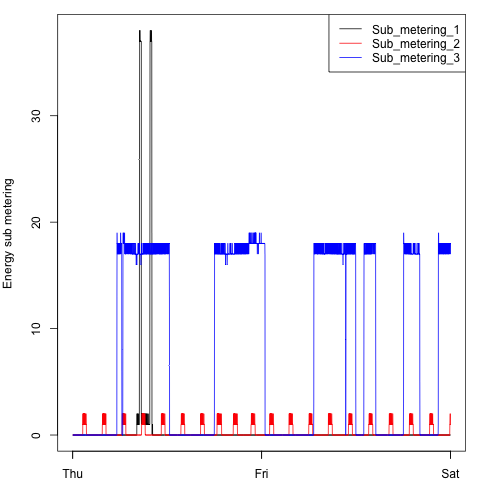 Sub_metering_1
Sub_metering_2
Sub_metering_3
Energy sub metering
30
20
10
0
Thu
Fri
Sat